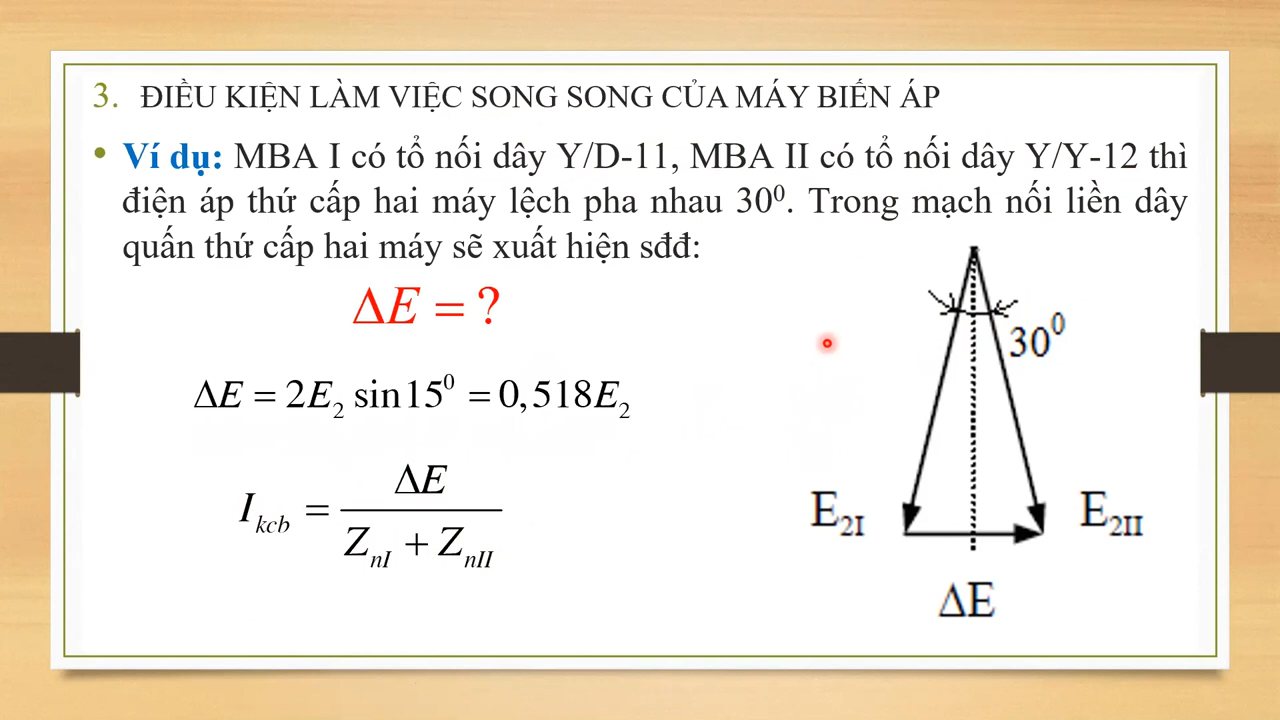 3. ĐIỀU KIỆN LÀM VIỆC SONG SONG CỦA MÁY BIẾN ÁP
• Ví dụ: MBA I có tổ nối dây Y/D-11, MBA II có tổ nối dây Y/Y-12 thì
điện áp thứ cấp hai máy lệch pha nhau 30⁰. Trong mạch nối liền dây
quấn thứ cấp hai máy sẽ xuất hiện sđđ:
ΔE = ?
30⁰
ΔE = 2E₂ sin15⁰ = 0,518E₂
I_kcb = ΔE / (Z_nI + Z_nII)
E₂I E₂II
ΔE